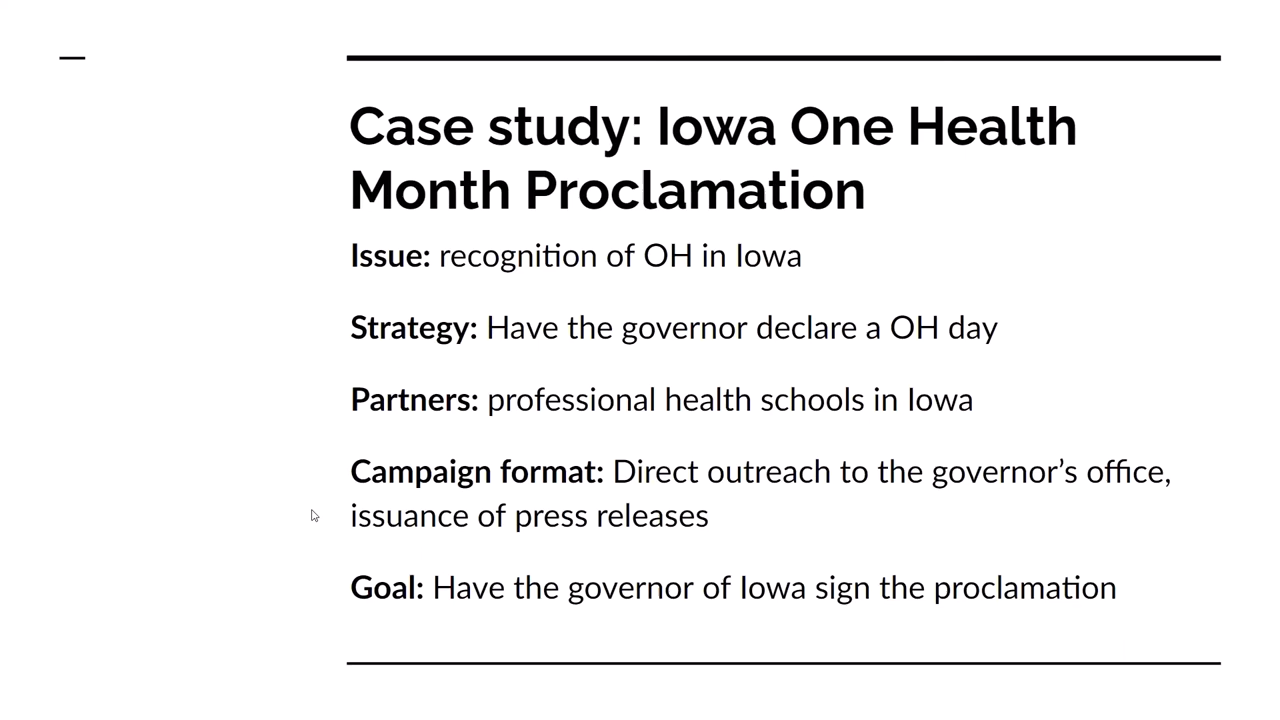 Case study: Iowa One Health
Month Proclamation
Issue: recognition of OH in Iowa
Strategy: Have the governor declare a OH day
Partners: professional health schools in Iowa
Campaign format: Direct outreach to the governor’s office,
issuance of press releases
Goal: Have the governor of Iowa sign the proclamation